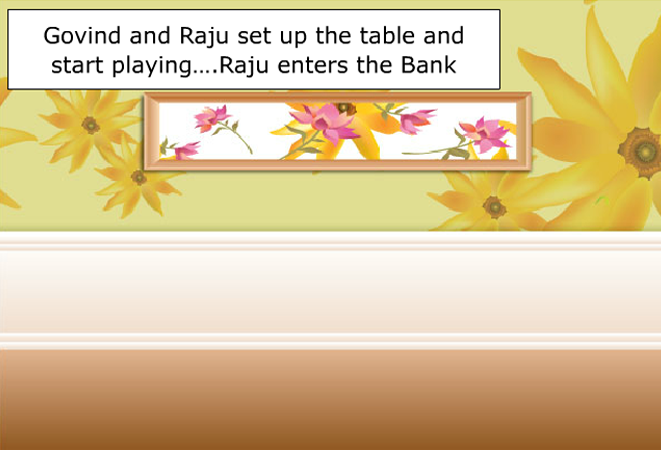 Govind and Raju set up the table and
start playing....Raju enters the Bank